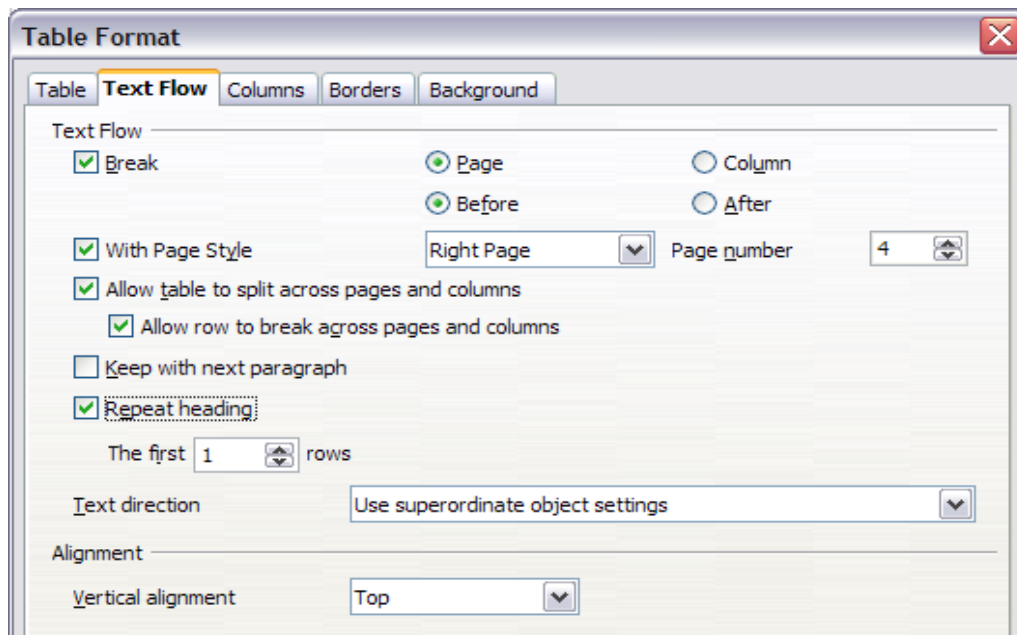 Table Format
Table Text Flow Columns Borders Background
Text Flow
Break Page Column
Before After
With Page Style Right Page Page number 4
Allow table to split across pages and columns
Allow row to break across pages and columns
Keep with next paragraph
Repeat heading
The first 1 rows
Text direction Use superordinate object settings
Alignment
Vertical alignment Top